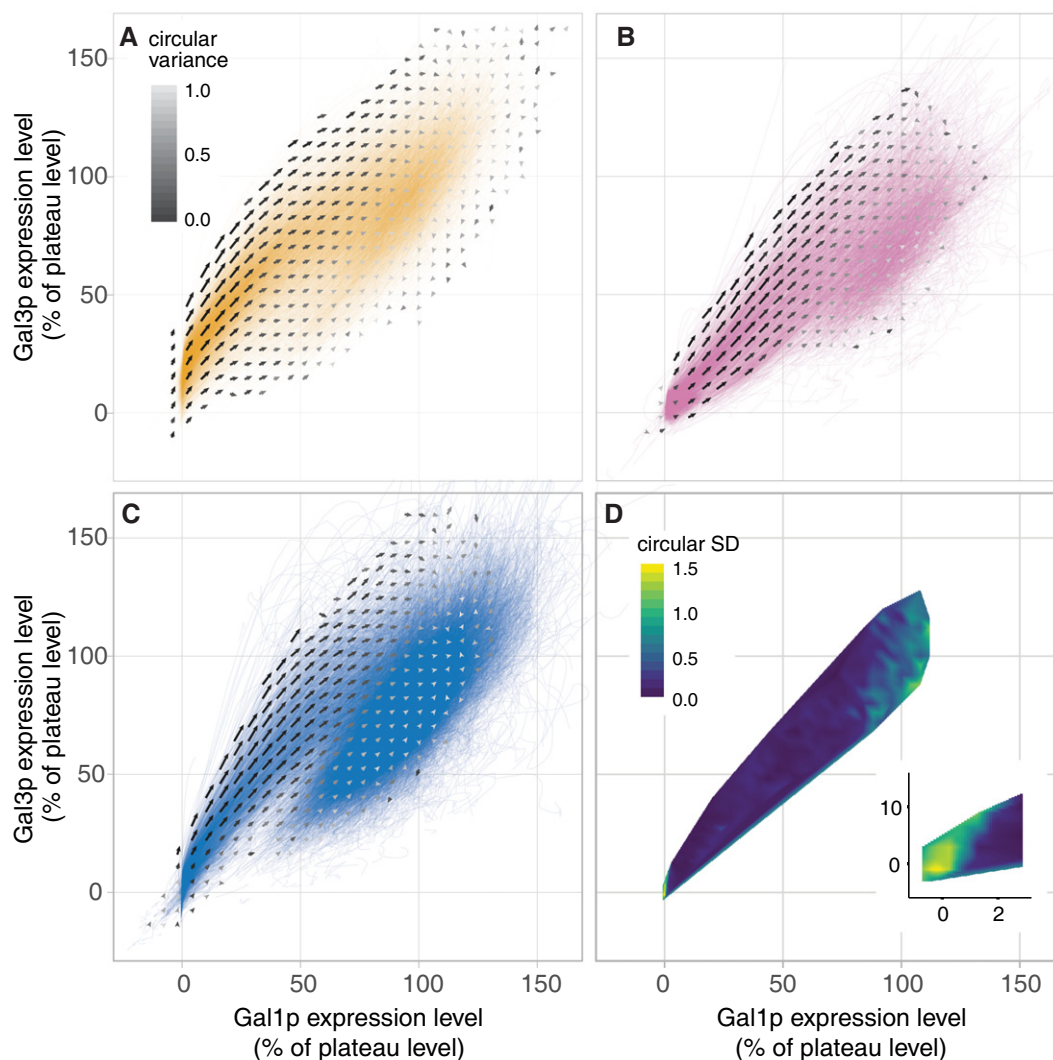 A
circular
variance
1.0
0.5
0.0
150
100
50
0
Gal3p expression level
(% of plateau level)
B
C
150
100
50
0
Gal3p expression level
(% of plateau level)
0
50
100
150
Gal1p expression level
(% of plateau level)
D
circular SD
1.5
1.0
0.5
0.0
10
0
0
2
0
50
100
150
Gal1p expression level
(% of plateau level)